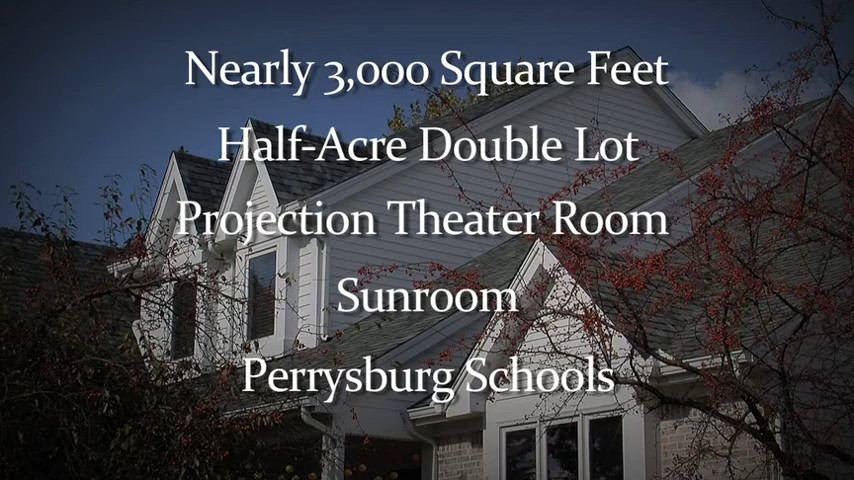 Nearly 3,000 Square Feet
Half-Acre Double Lot
Projection Theater Room
Sunroom
Perrysburg Schools